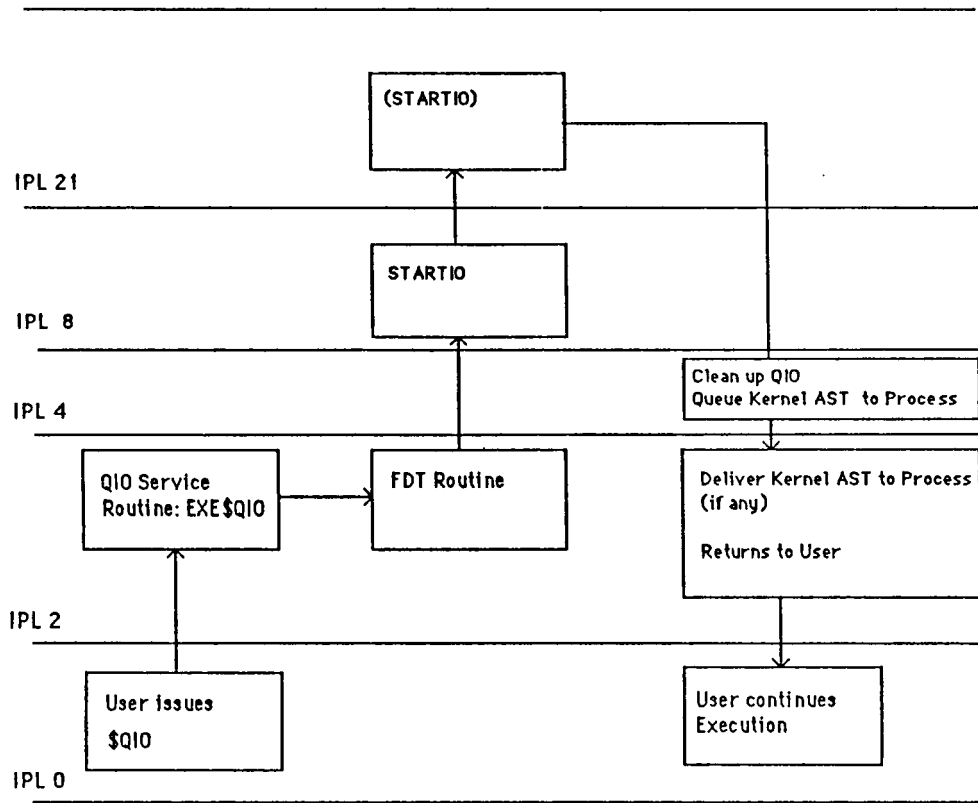 (STARTIO)
IPL 21
STARTIO
IPL 8
Clean up QIO
Queue Kernel AST to Process
IPL 4
QIO Service
Routine: EXE$QIO
FDT Routine
Deliver Kernel AST to Process
(if any)
Returns to User
IPL 2
User issues
$QIO
User continues
Execution
IPL 0